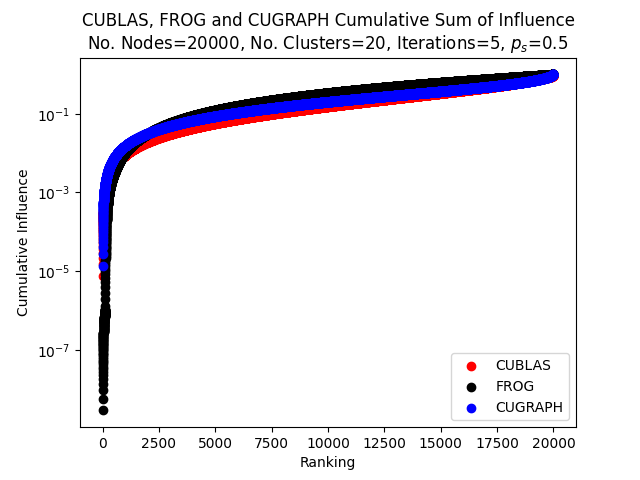 CUBLAS, FROG and CUGRAPH Cumulative Sum of Influence
No. Nodes=20000, No. Clusters=20, Iterations=5, $p_s$=0.5
Cumulative Influence
10⁻¹
10⁻³
10⁻⁵
10⁻⁷
CUBLAS
FROG
CUGRAPH
0 2500 5000 7500 10000 12500 15000 17500 20000
Ranking